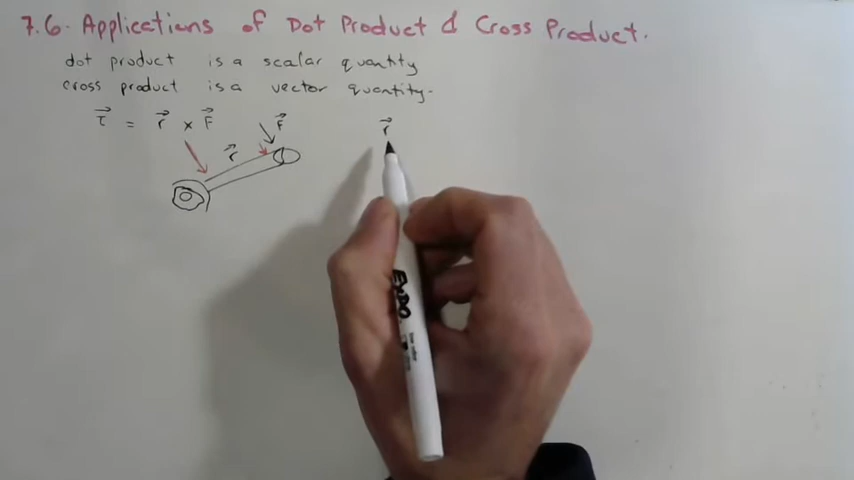 7.6 Applications of Dot Product & Cross Product.
dot product is a scalar quantity
cross product is a vector quantity.
τ⃗ = r⃗ × F⃗
F⃗
r⃗
r⃗
EXPO